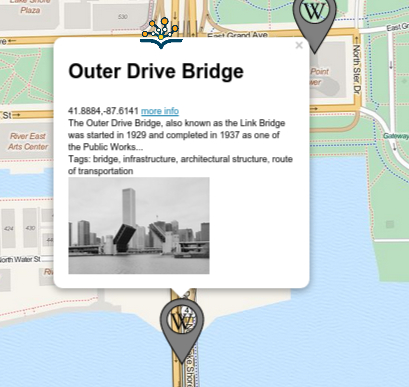 Lake Shore
Plaza
530
East Grand Ave
East Gr
North Ster Dr
×
Outer Drive Bridge
Point
Tower
St
41.8884,-87.6141 more info
The Outer Drive Bridge, also known as the Link Bridge
was started in 1929 and completed in 1937 as one of
the Public Works...
Tags: bridge, infrastructure, architectural structure, route
of transportation
River East
Arts Center
Gateway
424
430
North Water St
W
W